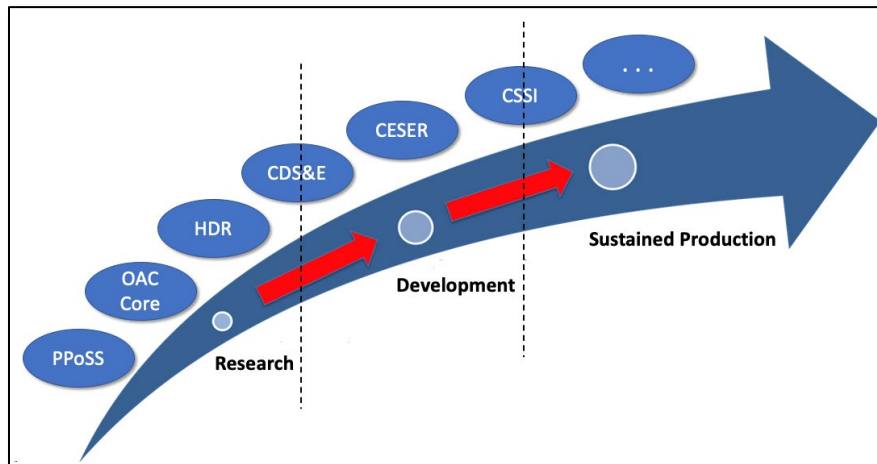 . . .
CSSI
CESER
CDS&E
HDR
OAC
Core
PPoSS
Sustained Production
Development
Research